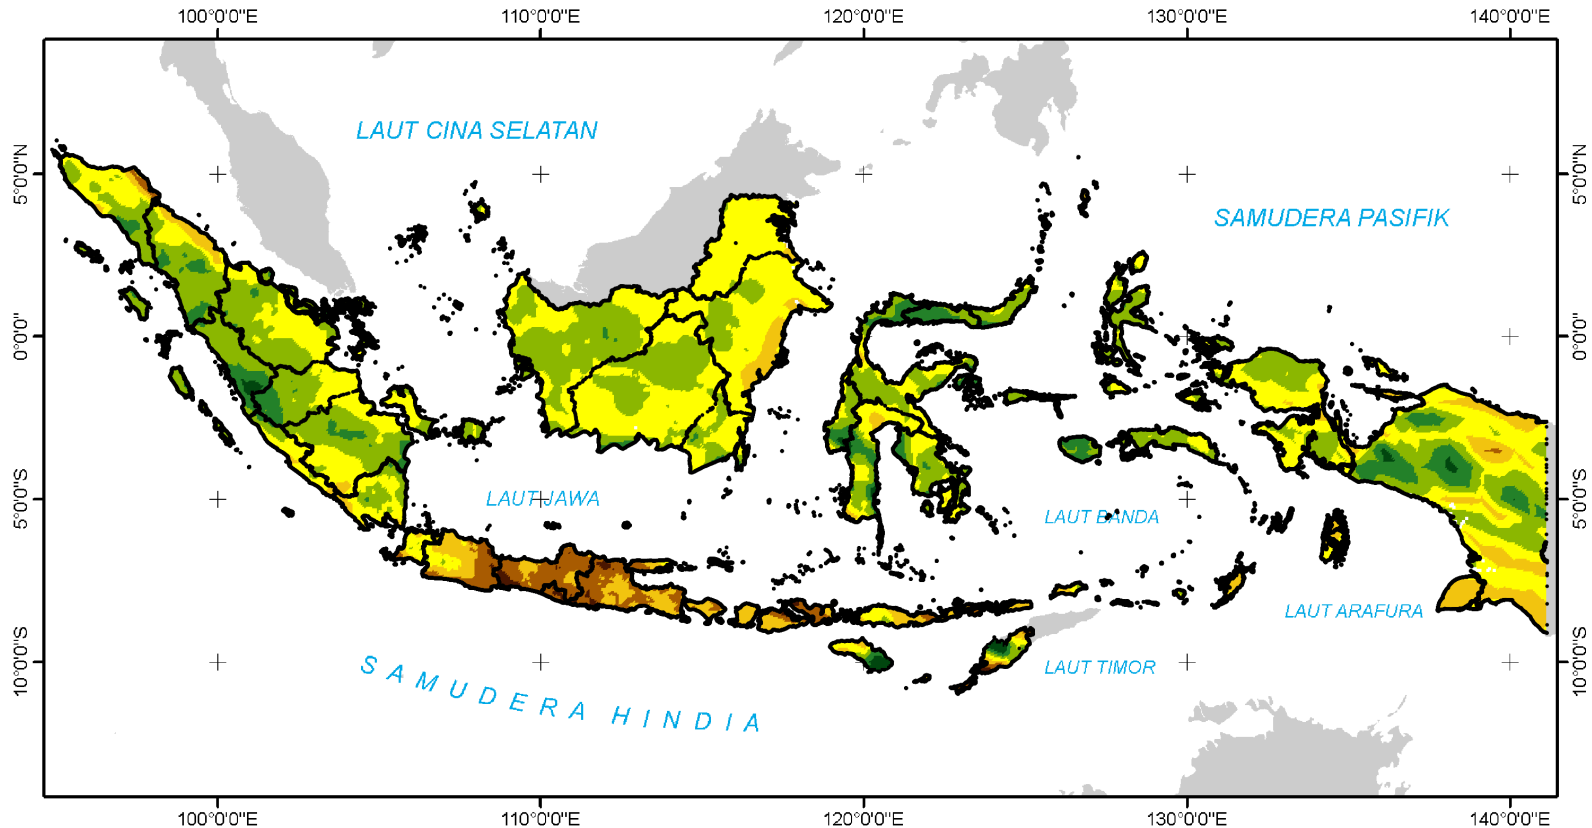 100°0'0"E 110°0'0"E 120°0'0"E 130°0'0"E 140°0'0"E
LAUT CINA SELATAN
5°0'0"N 5°0'0"N
SAMUDERA PASIFIK
0°0'0" 0°0'0"
LAUT JAWA
5°0'0"S 5°0'0"S
LAUT BANDA
LAUT ARAFURA
10°0'0"S 10°0'0"S
LAUT TIMOR
SAMUDERA HINDIA
100°0'0"E 110°0'0"E 120°0'0"E 130°0'0"E 140°0'0"E